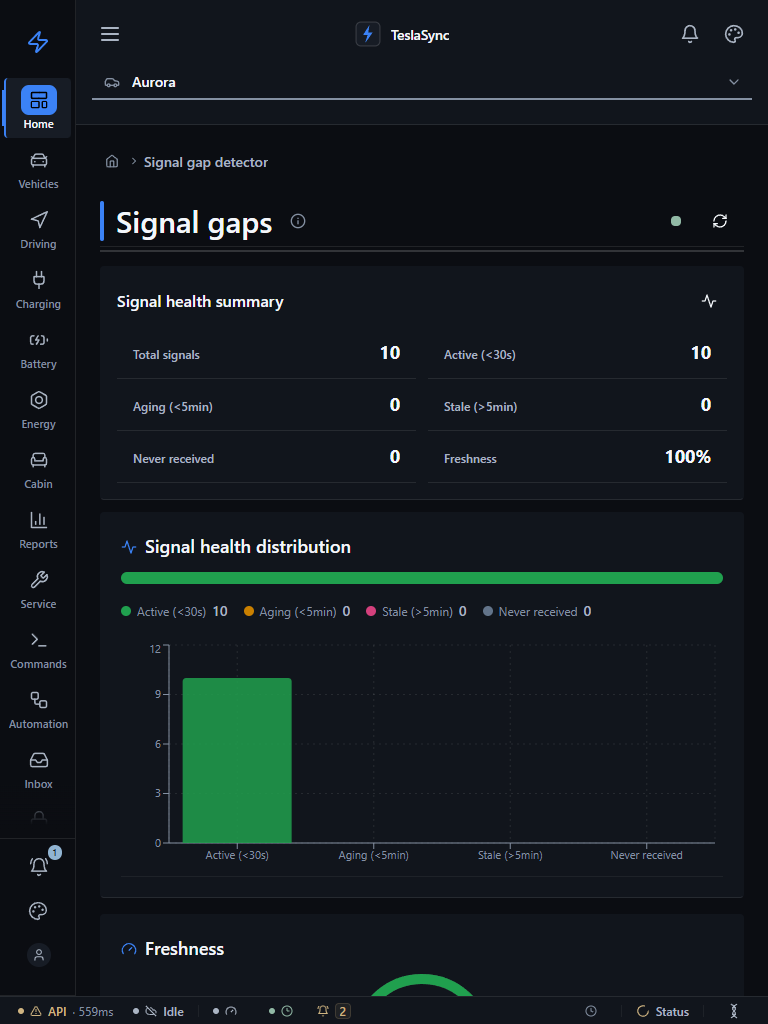 TeslaSync
Aurora
Home
Vehicles
Driving
Charging
Battery
Energy
Cabin
Reports
Service
Commands
Automation
Inbox
1
Signal gap detector
Signal gaps
Signal health summary
Total signals 10
Active (<30s) 10
Aging (<5min) 0
Stale (>5min) 0
Never received 0
Freshness 100%
Signal health distribution
Active (<30s) 10 Aging (<5min) 0 Stale (>5min) 0 Never received 0
12
9
6
3
0
Active (<30s) Aging (<5min) Stale (>5min) Never received
Freshness
API · 559ms Idle 2 Status